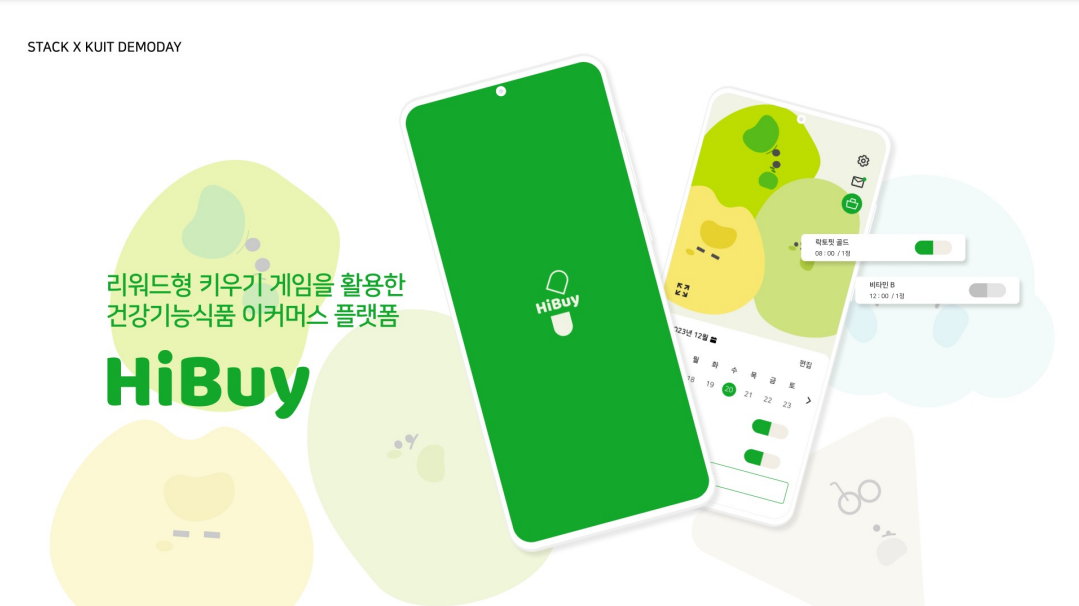 STACK X KUIT DEMODAY
리워드형 키우기 게임을 활용한
건강기능식품 이커머스 플랫폼
HiBuy
HiBuy
락토핏 골드
08 : 00 / 1정
비타민 B
12 : 00 / 1정
2023년 12월
편집
월 화 수 목 금 토
18 19 20 21 22 23